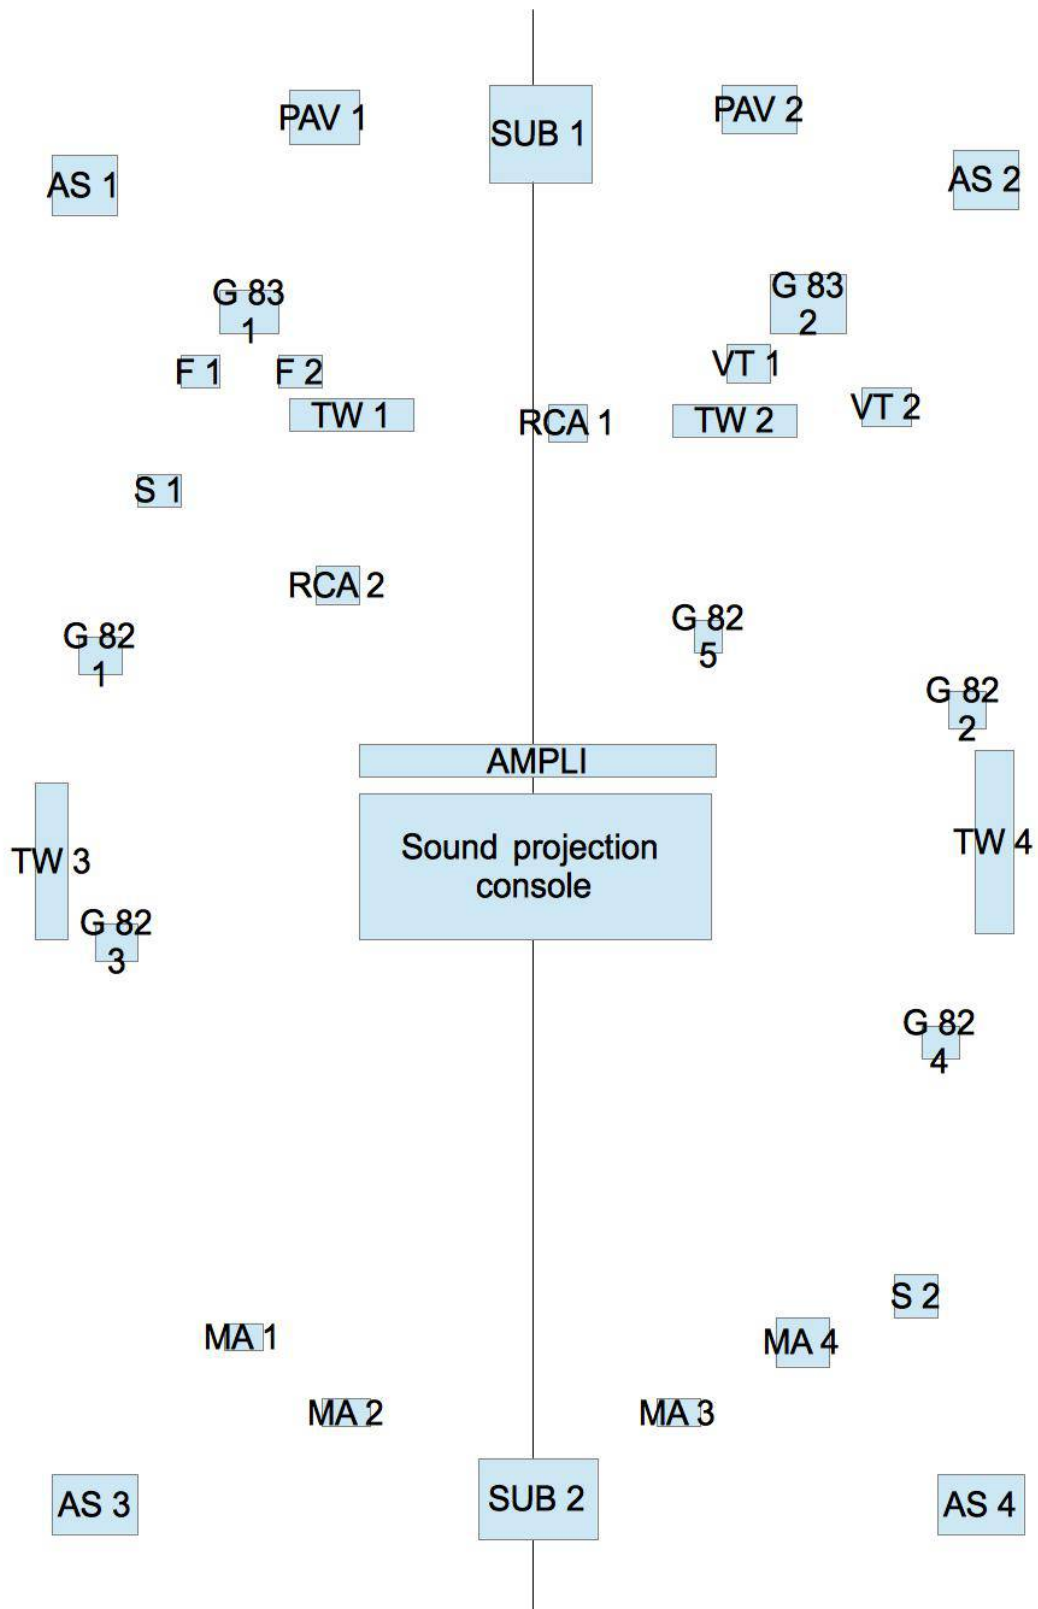 PAV 1
SUB 1
PAV 2
AS 1
AS 2
G 83
1
G 83
2
F 1
F 2
VT 1
TW 1
RCA 1
TW 2
VT 2
S 1
RCA 2
G 82
1
G 82
5
G 82
2
AMPLI
Sound projection
console
TW 3
TW 4
G 82
3
G 82
4
S 2
MA 1
MA 4
MA 2
MA 3
AS 3
SUB 2
AS 4